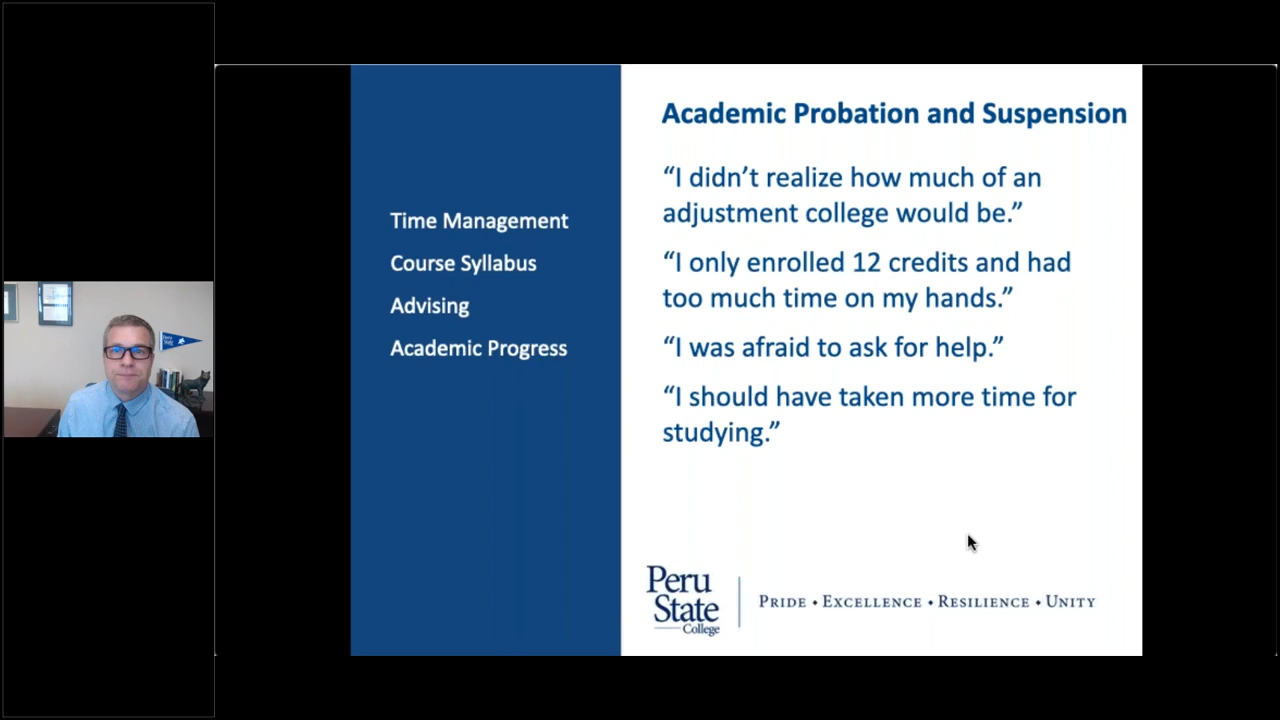 Time Management
Course Syllabus
Advising
Academic Progress
Academic Probation and Suspension
“I didn’t realize how much of an
adjustment college would be.”
“I only enrolled 12 credits and had
too much time on my hands.”
“I was afraid to ask for help.”
“I should have taken more time for
studying.”
Peru
State
College
PRIDE • EXCELLENCE • RESILIENCE • UNITY
Peru
State